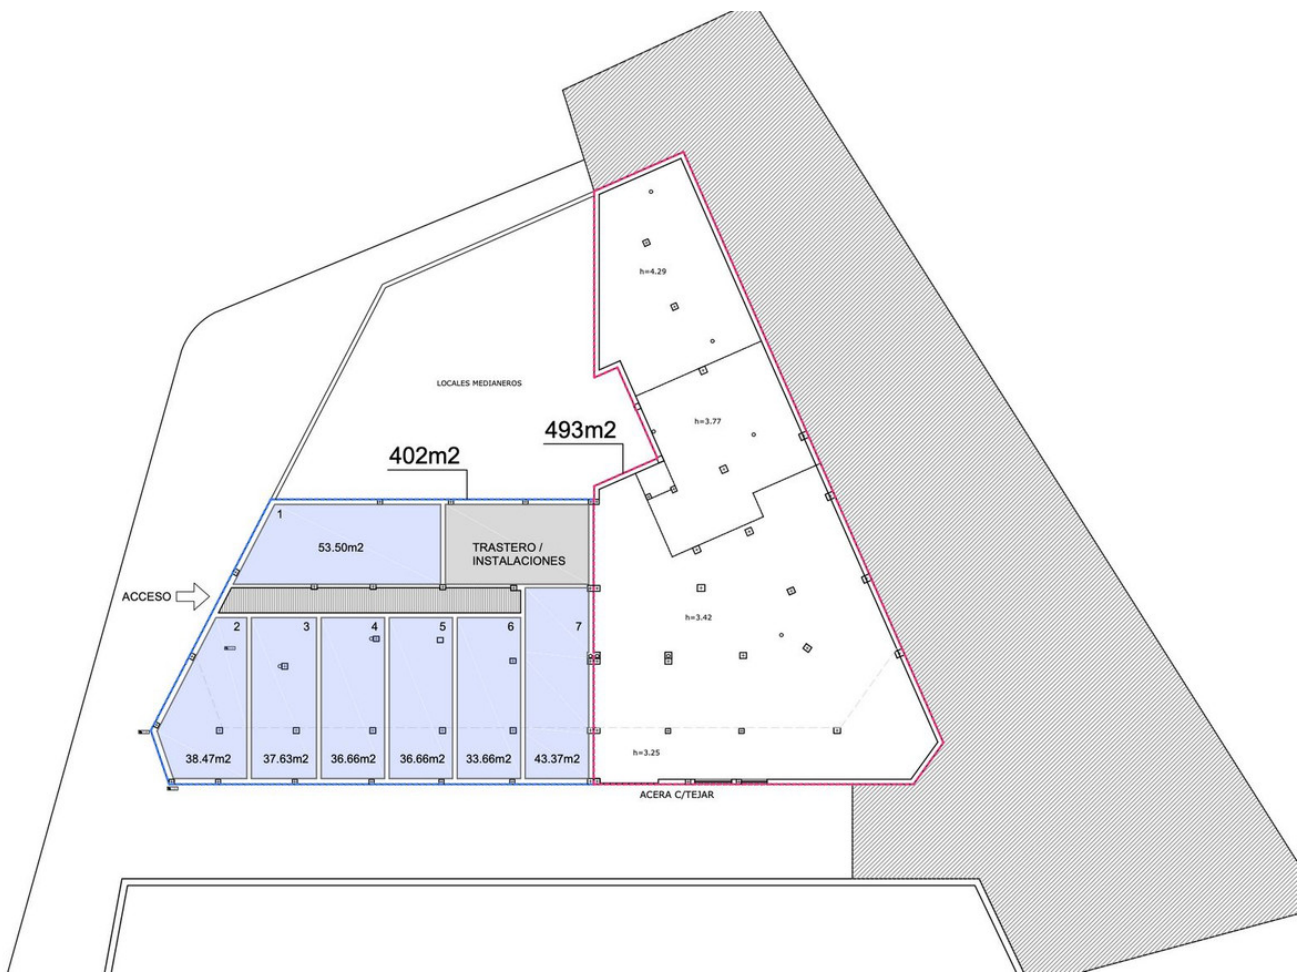 h=4.29
LOCALES MEDIANEROS
h=3.77
493m2
402m2
1
53.50m2
TRASTERO /
INSTALACIONES
ACCESO
h=3.42
2
3
4
5
6
7
h=3.25
38.47m2
37.63m2
36.66m2
36.66m2
33.66m2
43.37m2
ACERA C/TEJAR